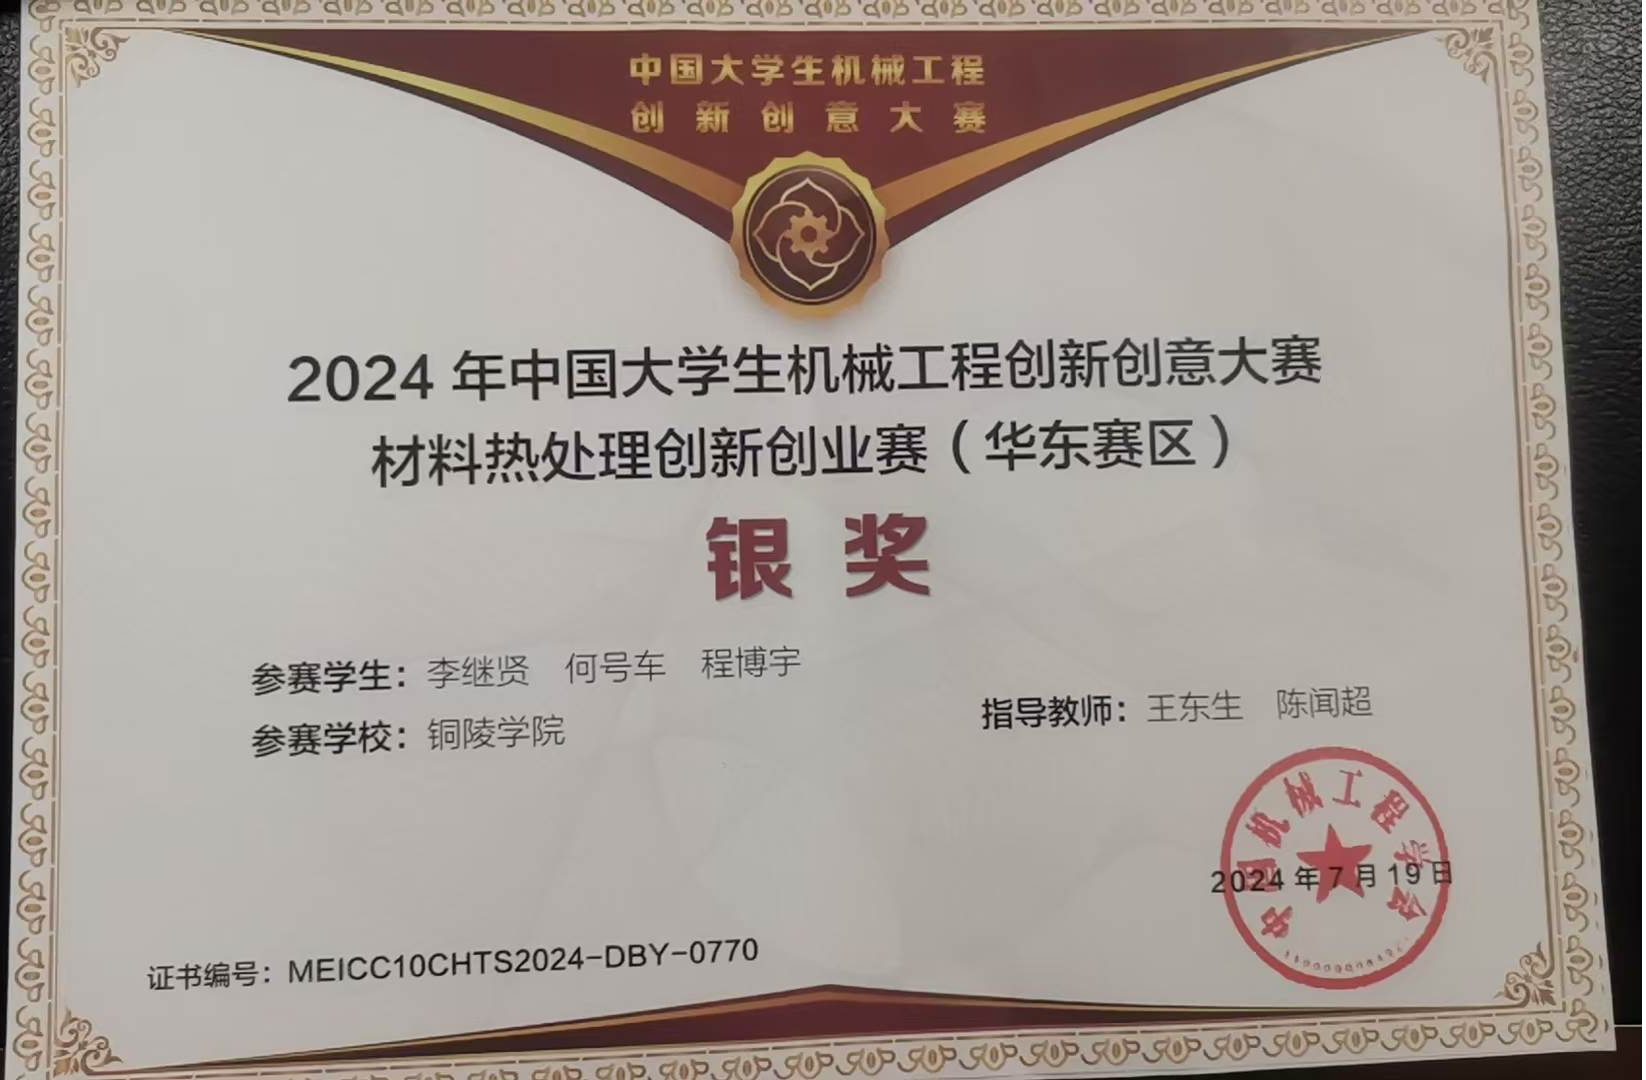 中国大学生机械工程
创新创意大赛
2024年中国大学生机械工程创新创意大赛
材料热处理创新创业赛（华东赛区）
银奖
参赛学生：李继贤 何号车 程博宇
参赛学校：铜陵学院
指导教师：王东生 陈闻超
中国机械工程学会
2024年7月19日
证书编号：MEICC10CHTS2024-DBY-0770